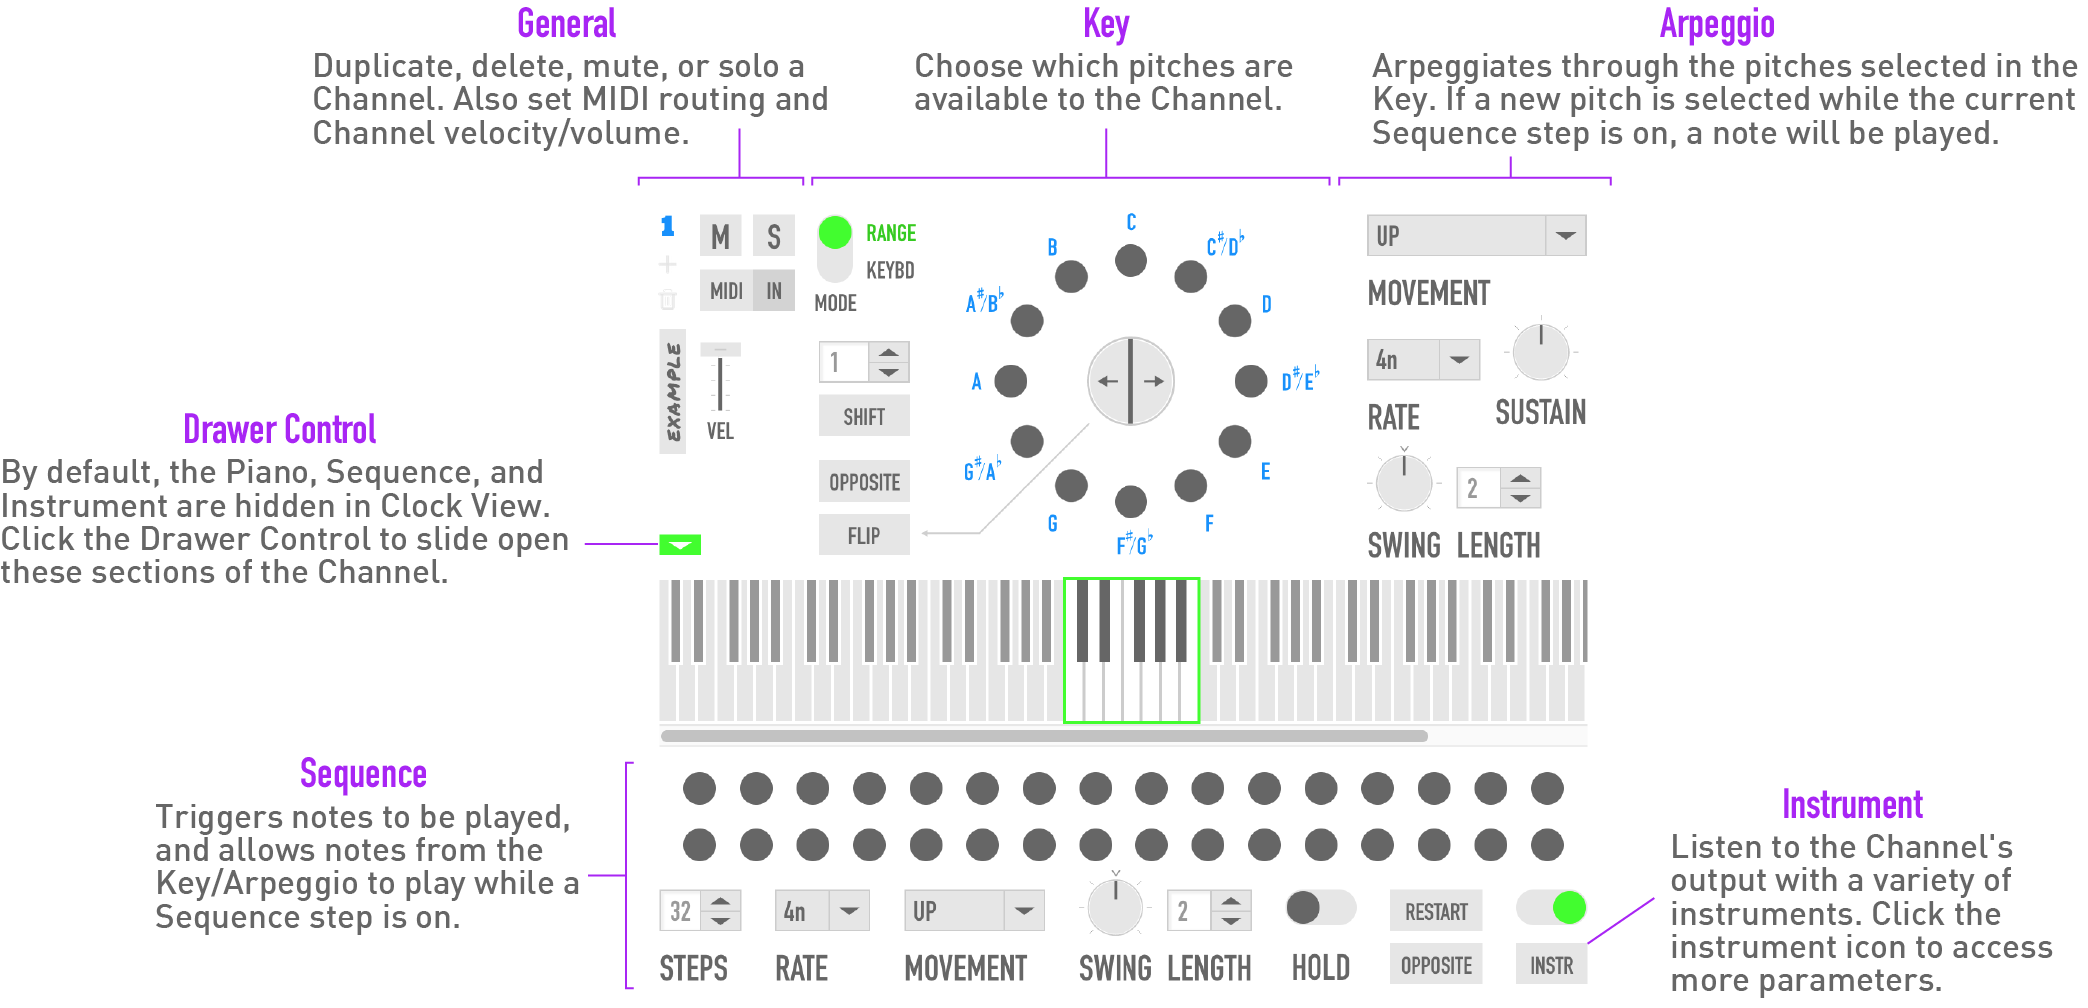 General
Duplicate, delete, mute, or solo a
Channel. Also set MIDI routing and
Channel velocity/volume.
Key
Choose which pitches are
available to the Channel.
Arpeggio
Arpeggiates through the pitches selected in the
Key. If a new pitch is selected while the current
Sequence step is on, a note will be played.
1
M
S
MIDI
IN
EXAMPLE
VEL
RANGE
KEYBD
MODE
1
SHIFT
OPPOSITE
FLIP
C
C♯/D♭
D
D♯/E♭
E
F
F♯/G♭
G
G♯/A♭
A
A♯/B♭
B
UP
MOVEMENT
4n
RATE
SUSTAIN
SWING
2
LENGTH
Drawer Control
By default, the Piano, Sequence, and
Instrument are hidden in Clock View.
Click the Drawer Control to slide open
these sections of the Channel.
Sequence
Triggers notes to be played,
and allows notes from the
Key/Arpeggio to play while a
Sequence step is on.
32
STEPS
4n
RATE
UP
MOVEMENT
SWING
2
LENGTH
HOLD
RESTART
OPPOSITE
INSTR
Instrument
Listen to the Channel's
output with a variety of
instruments. Click the
instrument icon to access
more parameters.